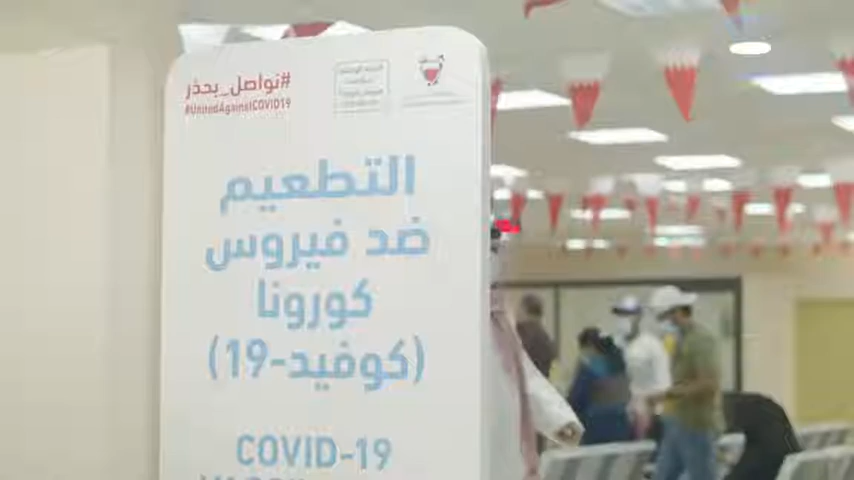 #نواصل_بحذر
#UnitedAgainstCOVID19
التطعيم
ضد فيروس
كورونا
(كوفيد-19)
COVID-19